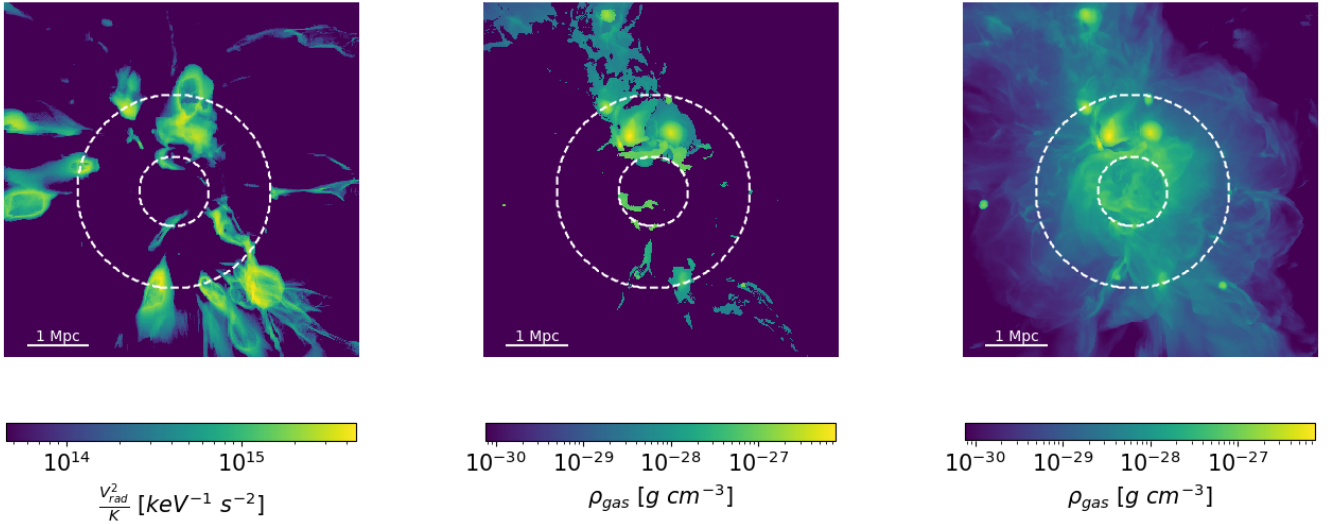 1 Mpc
1 Mpc
1 Mpc
10^14 10^15
10^-30 10^-29 10^-28 10^-27
10^-30 10^-29 10^-28 10^-27
V_rad^2/K [keV^-1 s^-2]
ρ_gas [g cm^-3]
ρ_gas [g cm^-3]